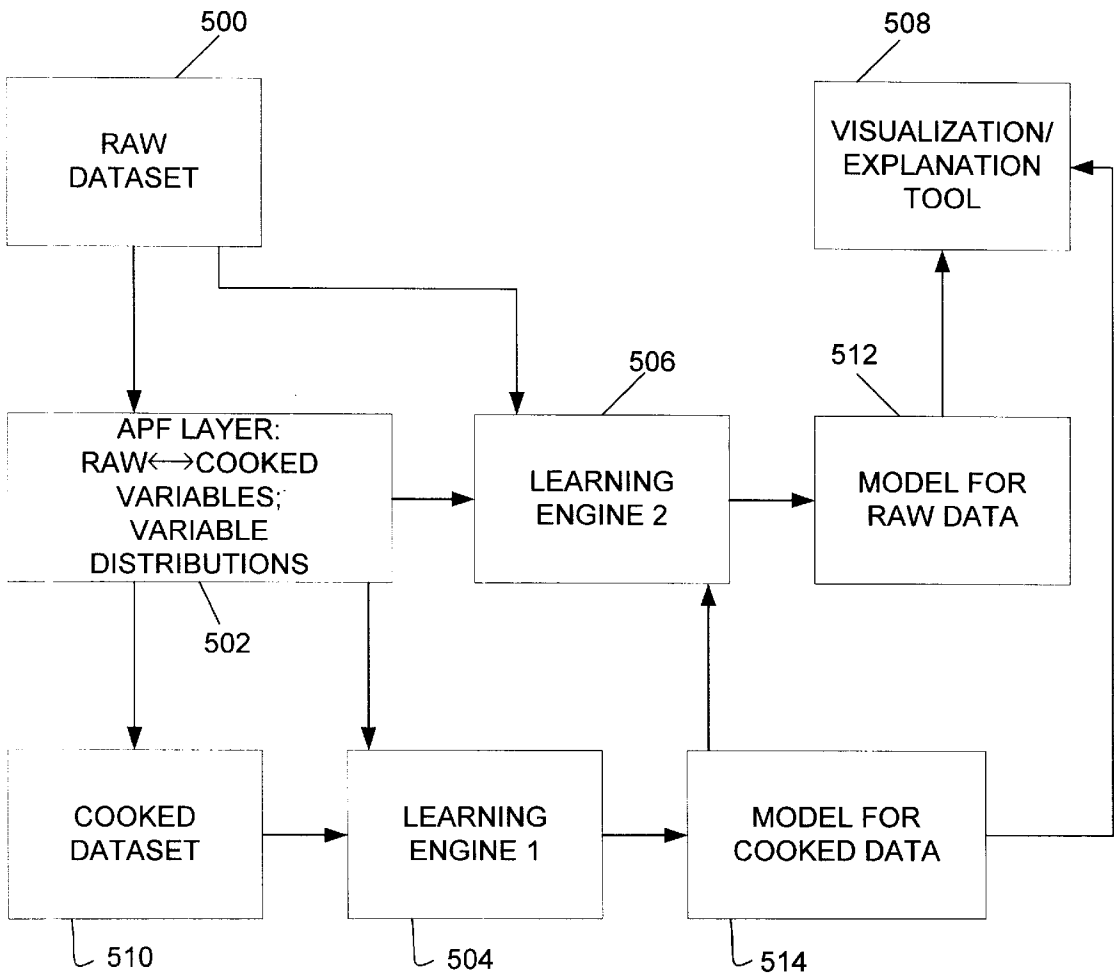 500
508
RAW
DATASET
VISUALIZATION/
EXPLANATION
TOOL
506
512
APF LAYER:
RAW⟷COOKED
VARIABLES;
VARIABLE
DISTRIBUTIONS
LEARNING
ENGINE 2
MODEL FOR
RAW DATA
502
COOKED
DATASET
LEARNING
ENGINE 1
MODEL FOR
COOKED DATA
510
504
514